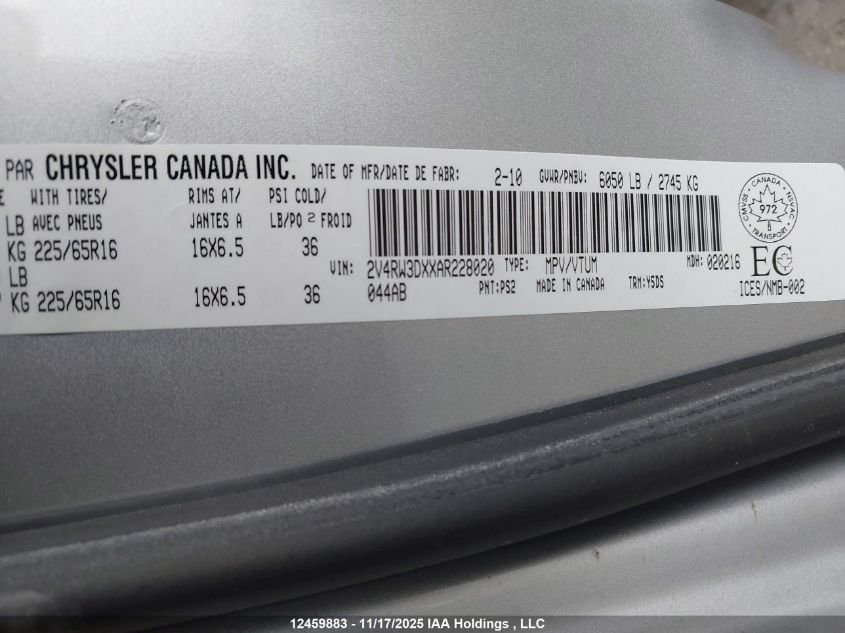 PAR CHRYSLER CANADA INC. DATE OF MFR/DATE DE FABR: 2-10 GVWR/PNBV: 6050 LB / 2745 KG
WITH TIRES/ RIMS AT/ PSI COLD/
LB AVEC PNEUS JANTES A LB/PO 2 FROID
KG 225/65R16 16X6.5 36
LB
KG 225/65R16 16X6.5 36
VIN: 2V4RW3DXXAR228020 TYPE: MPV/VTUM MDH: 020216
044AB PNT:PS2 MADE IN CANADA TRM:Y5DS
CANADA
CMVSS NSVAC
972
TRANSPORT
EC
ICES/NMB-002
12459883 - 11/17/2025 IAA Holdings , LLC